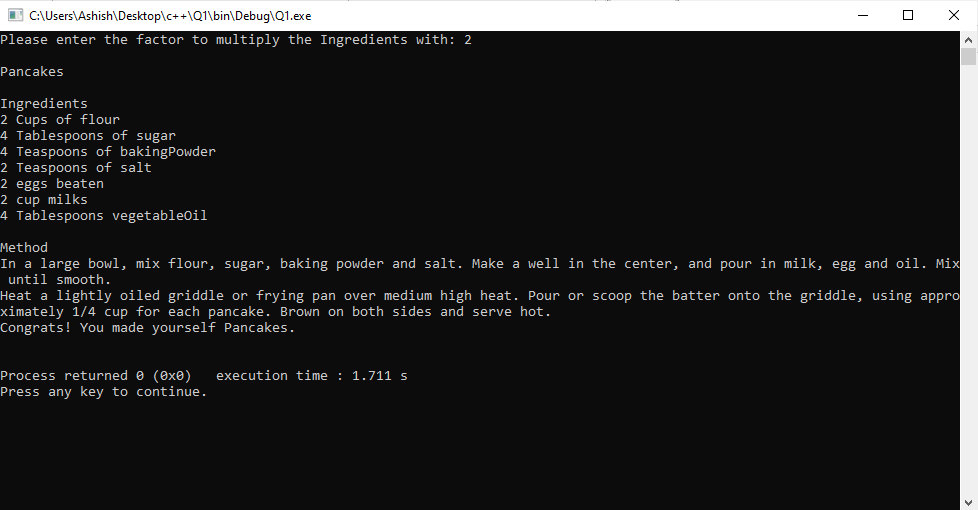 C:\Users\Ashish\Desktop\c++\Q1\bin\Debug\Q1.exe
Please enter the factor to multiply the Ingredients with: 2
Pancakes
Ingredients
2 Cups of flour
4 Tablespoons of sugar
4 Teaspoons of bakingPowder
2 Teaspoons of salt
2 eggs beaten
2 cup milks
4 Tablespoons vegetableOil
Method
In a large bowl, mix flour, sugar, baking powder and salt. Make a well in the center, and pour in milk, egg and oil. Mix
until smooth.
Heat a lightly oiled griddle or frying pan over medium high heat. Pour or scoop the batter onto the griddle, using appro
ximately 1/4 cup for each pancake. Brown on both sides and serve hot.
Congrats! You made yourself Pancakes.
Process returned 0 (0x0)   execution time : 1.711 s
Press any key to continue.